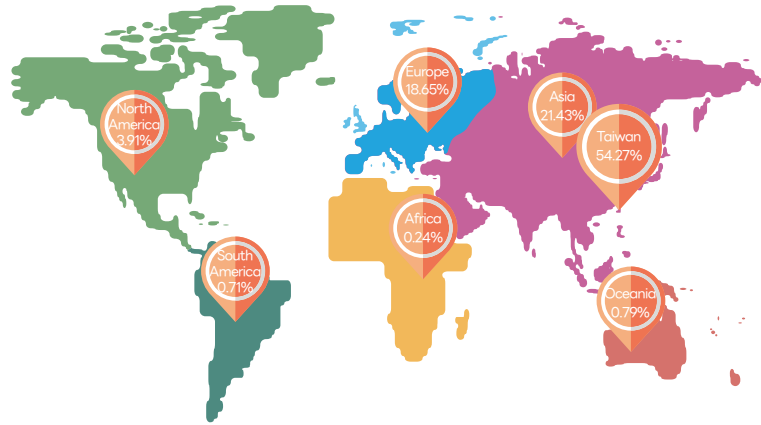 Europe
18.65%
Asia
21.43%
North
America
3.91%
Taiwan
54.27%
Africa
0.24%
South
America
0.71%
Oceania
0.79%